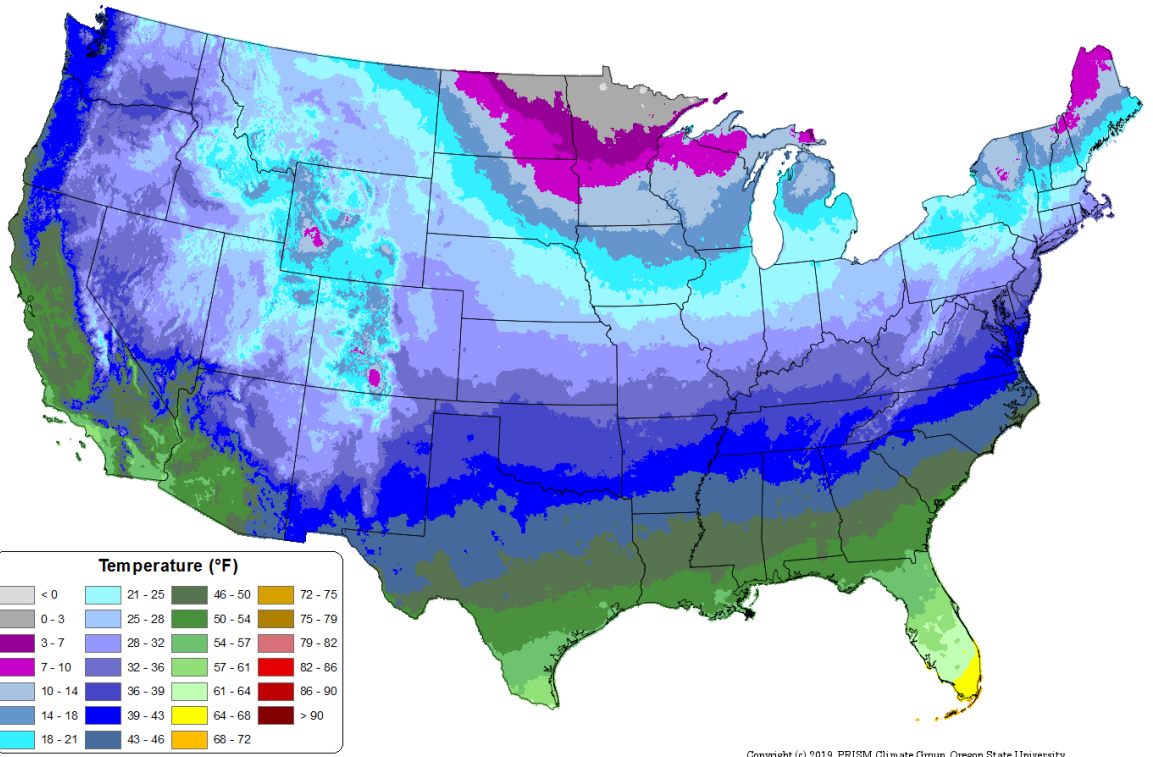 Temperature (°F)
< 0
0 - 3
3 - 7
7 - 10
10 - 14
14 - 18
18 - 21
21 - 25
25 - 28
28 - 32
32 - 36
36 - 39
39 - 43
43 - 46
46 - 50
50 - 54
54 - 57
57 - 61
61 - 64
64 - 68
68 - 72
72 - 75
75 - 79
79 - 82
82 - 86
86 - 90
> 90
Copyright (c) 2019, PRISM Climate Group, Oregon State University